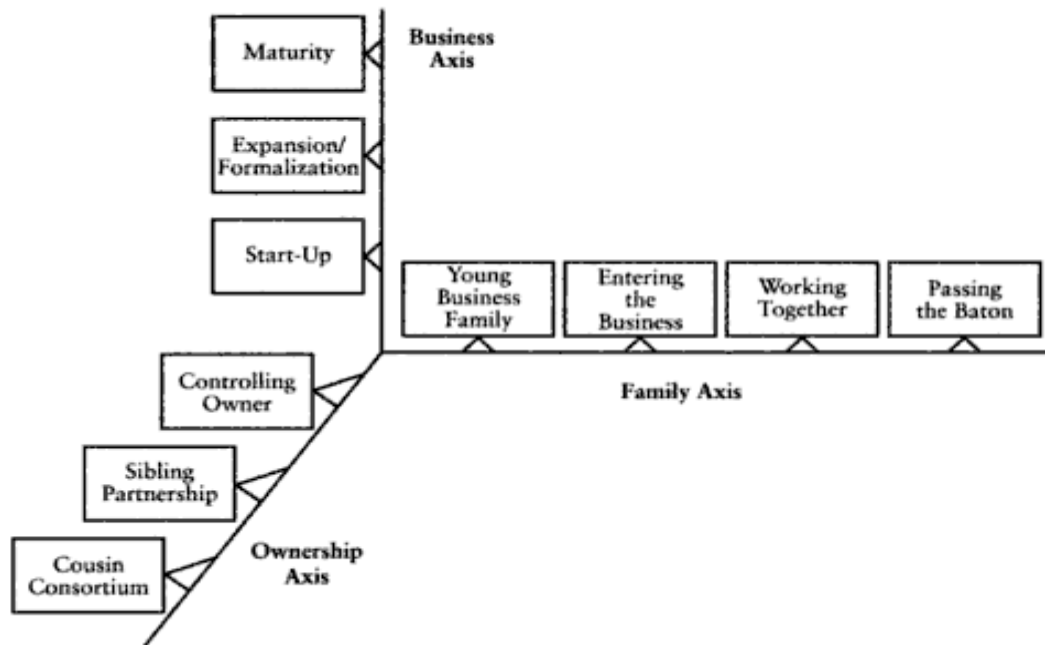 Maturity
Business
Axis
Expansion/
Formalization
Start-Up
Young
Business
Family
Entering
the
Business
Working
Together
Passing
the Baton
Controlling
Owner
Family Axis
Sibling
Partnership
Ownership
Axis
Cousin
Consortium